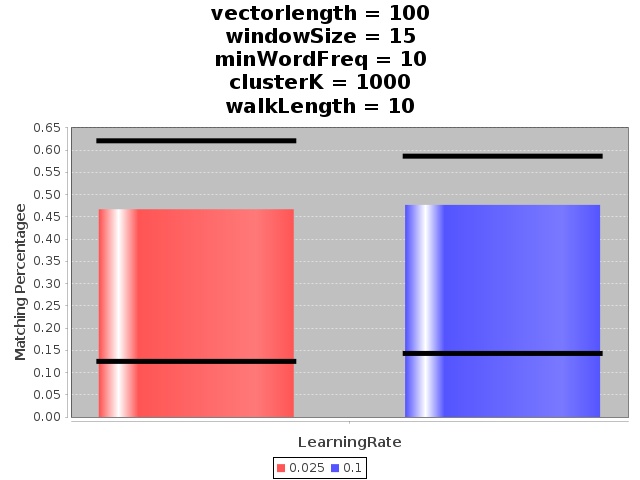 vectorlength = 100
windowSize = 15
minWordFreq = 10
clusterK = 1000
walkLength = 10
Matching Percentagee
0.65
0.60
0.55
0.50
0.45
0.40
0.35
0.30
0.25
0.20
0.15
0.10
0.05
0.00
LearningRate
0.025 0.1